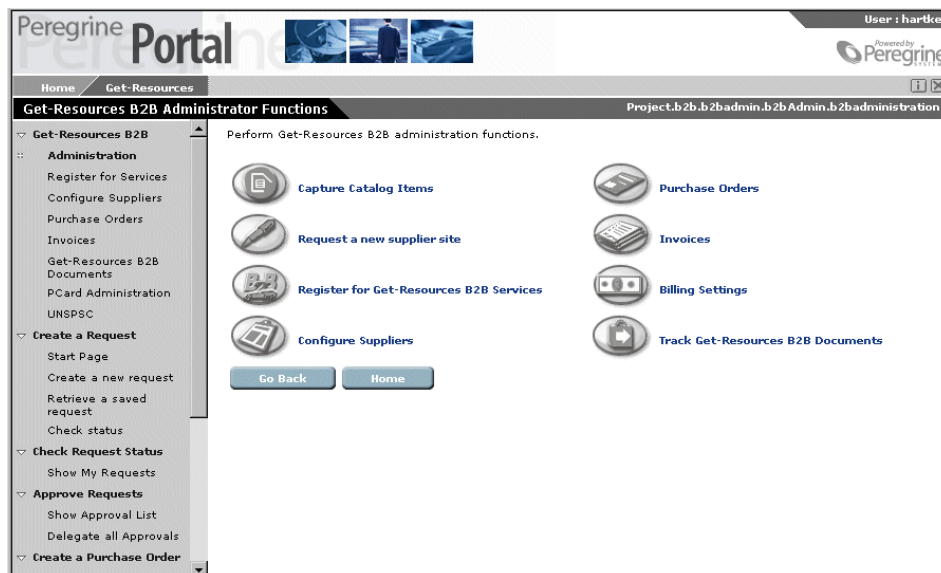 Peregrine Portal
User : hartke
Powered by
Peregrine
SYSTEMS
Home
Get-Resources
Get-Resources B2B Administrator Functions
Project.b2b.b2badmin.b2bAdmin.b2badministration
Get-Resources B2B
Administration
Register for Services
Configure Suppliers
Purchase Orders
Invoices
Get-Resources B2B
Documents
PCard Administration
UNSPSC
Create a Request
Start Page
Create a new request
Retrieve a saved
request
Check status
Check Request Status
Show My Requests
Approve Requests
Show Approval List
Delegate all Approvals
Create a Purchase Order
Perform Get-Resources B2B administration functions.
Capture Catalog Items
Purchase Orders
Request a new supplier site
Invoices
Register for Get-Resources B2B Services
Billing Settings
Configure Suppliers
Track Get-Resources B2B Documents
Go Back
Home